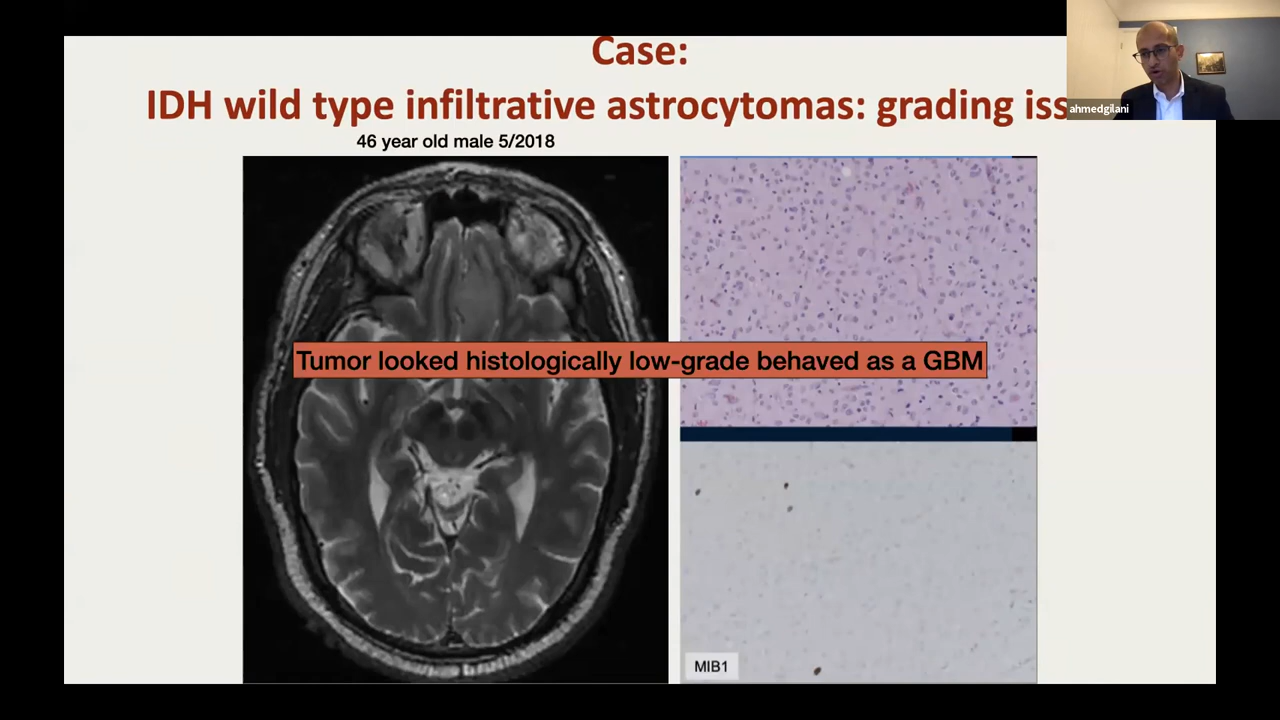 Case:
IDH wild type infiltrative astrocytomas: grading iss
ahmedgilani
46 year old male 5/2018
Tumor looked histologically low-grade behaved as a GBM
MIB1